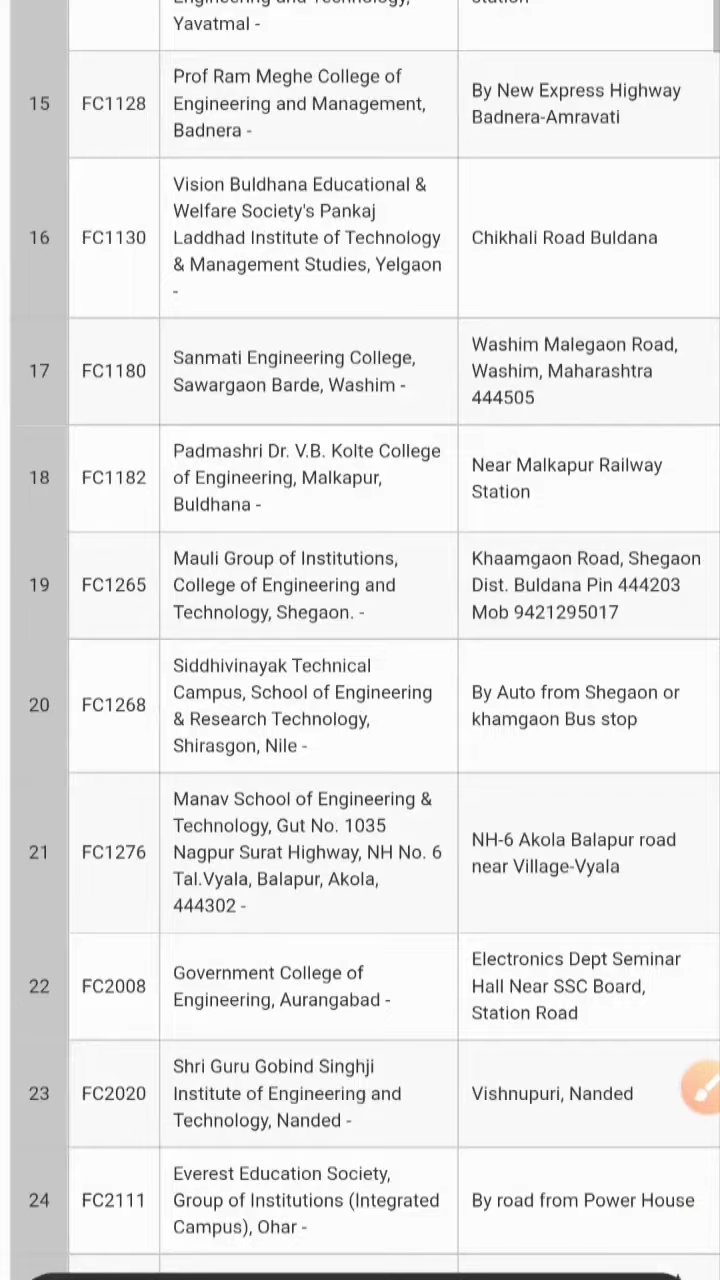 Engineering and Technology,
Yavatmal -
station
15
FC1128
Prof Ram Meghe College of
Engineering and Management,
Badnera -
By New Express Highway
Badnera-Amravati
16
FC1130
Vision Buldhana Educational &
Welfare Society's Pankaj
Laddhad Institute of Technology
& Management Studies, Yelgaon
-
Chikhali Road Buldana
17
FC1180
Sanmati Engineering College,
Sawargaon Barde, Washim -
Washim Malegaon Road,
Washim, Maharashtra
444505
18
FC1182
Padmashri Dr. V.B. Kolte College
of Engineering, Malkapur,
Buldhana -
Near Malkapur Railway
Station
19
FC1265
Mauli Group of Institutions,
College of Engineering and
Technology, Shegaon. -
Khaamgaon Road, Shegaon
Dist. Buldana Pin 444203
Mob 9421295017
20
FC1268
Siddhivinayak Technical
Campus, School of Engineering
& Research Technology,
Shirasgon, Nile -
By Auto from Shegaon or
khamgaon Bus stop
21
FC1276
Manav School of Engineering &
Technology, Gut No. 1035
Nagpur Surat Highway, NH No. 6
Tal.Vyala, Balapur, Akola,
444302 -
NH-6 Akola Balapur road
near Village-Vyala
22
FC2008
Government College of
Engineering, Aurangabad -
Electronics Dept Seminar
Hall Near SSC Board,
Station Road
23
FC2020
Shri Guru Gobind Singhji
Institute of Engineering and
Technology, Nanded -
Vishnupuri, Nanded
24
FC2111
Everest Education Society,
Group of Institutions (Integrated
Campus), Ohar -
By road from Power House